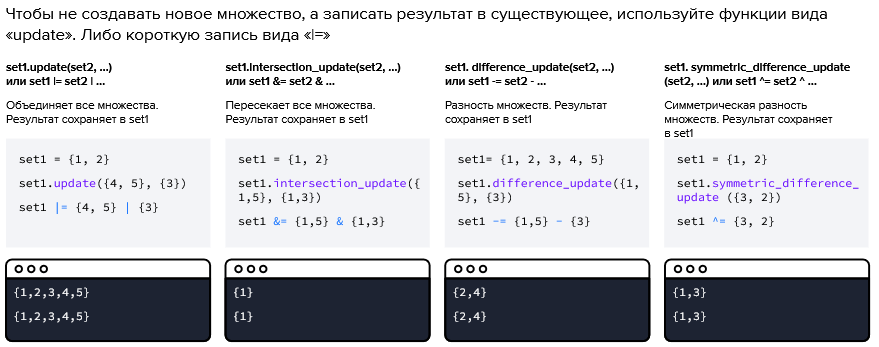 Чтобы не создавать новое множество, а записать результат в существующее, используйте функции вида
«update». Либо короткую запись вида «|=»
set1.update(set2, ...)
или set1 |= set2 | ...
Объединяет все множества.
Результат сохраняет в set1
set1 = {1, 2}
set1.update({4, 5}, {3})
set1 |= {4, 5} | {3}
{1,2,3,4,5}
{1,2,3,4,5}
set1.intersection_update(set2, ...)
или set1 &= set2 & ...
Пересекает все множества.
Результат сохраняет в set1
set1 = {1, 2}
set1.intersection_update({
1,5}, {1,3})
set1 &= {1,5} & {1,3}
{1}
{1}
set1. difference_update(set2, ...)
или set1 -= set2 - ...
Разность множеств. Результат
сохраняет в set1
set1= {1, 2, 3, 4, 5}
set1.difference_update({1,
5}, {3})
set1 -= {1,5} - {3}
{2,4}
{2,4}
set1. symmetric_difference_update
(set2, ...) или set1 ^= set2 ^ ...
Симметрическая разность
множеств. Результат сохраняет
в set1
set1 = {1, 2}
set1.symmetric_difference_
update ({3, 2})
set1 ^= {3, 2}
{1,3}
{1,3}